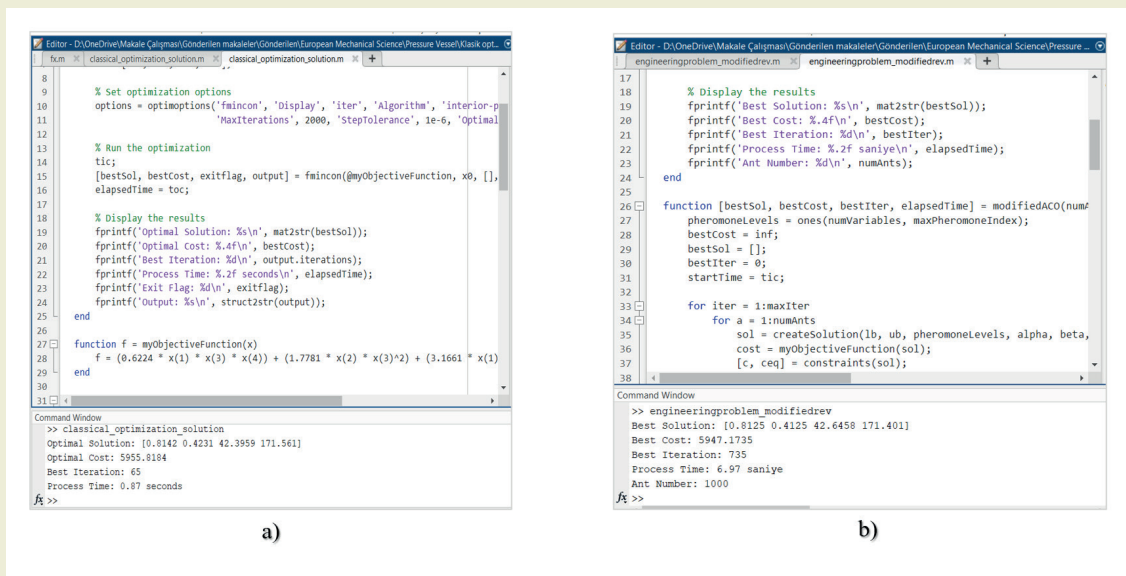 Editor - D:\OneDrive\Makale Çalışması\Gönderilen makaleler\Gönderilen\European Mechanical Science\Pressure Vessel\Klasik opt...
fx.m classical_optimization_solution.m classical_optimization_solution.m +
8
9 % Set optimization options
10 options = optimoptions('fmincon', 'Display', 'iter', 'Algorithm', 'interior-p
11 'MaxIterations', 2000, 'StepTolerance', 1e-6, 'Optimal
12
13 % Run the optimization
14 tic;
15 [bestSol, bestCost, exitflag, output] = fmincon(@myObjectiveFunction, x0, [],
16 elapsedTime = toc;
17
18 % Display the results
19 fprintf('Optimal Solution: %s\n', mat2str(bestSol));
20 fprintf('Optimal Cost: %.4f\n', bestCost);
21 fprintf('Best Iteration: %d\n', output.iterations);
22 fprintf('Process Time: %.2f seconds\n', elapsedTime);
23 fprintf('Exit Flag: %d\n', exitflag);
24 fprintf('Output: %s\n', struct2str(output));
25 end
26
27 function f = myObjectiveFunction(x)
28 f = (0.6224 * x(1) * x(3) * x(4)) + (1.7781 * x(2) * x(3)^2) + (3.1661 * x(1)
29 end
30
31
Command Window
>> classical_optimization_solution
Optimal Solution: [0.8142 0.4231 42.3959 171.561]
Optimal Cost: 5955.8184
Best Iteration: 65
Process Time: 0.87 seconds
fx >>
a)
Editor - D:\OneDrive\Makale Çalışması\Gönderilen makaleler\Gönderilen\European Mechanical Science\Pressure ...
engineeringproblem_modifiedrev.m engineeringproblem_modifiedrev.m +
17
18 % Display the results
19 fprintf('Best Solution: %s\n', mat2str(bestSol));
20 fprintf('Best Cost: %.4f\n', bestCost);
21 fprintf('Best Iteration: %d\n', bestIter);
22 fprintf('Process Time: %.2f saniye\n', elapsedTime);
23 fprintf('Ant Number: %d\n', numAnts);
24 end
25
26 function [bestSol, bestCost, bestIter, elapsedTime] = modifiedACO(numA
27 pheromoneLevels = ones(numVariables, maxPheromoneIndex);
28 bestCost = inf;
29 bestSol = [];
30 bestIter = 0;
31 startTime = tic;
32
33 for iter = 1:maxIter
34 for a = 1:numAnts
35 sol = createSolution(lb, ub, pheromoneLevels, alpha, beta,
36 cost = myObjectiveFunction(sol);
37 [c, ceq] = constraints(sol);
38
Command Window
>> engineeringproblem_modifiedrev
Best Solution: [0.8125 0.4125 42.6458 171.401]
Best Cost: 5947.1735
Best Iteration: 735
Process Time: 6.97 saniye
Ant Number: 1000
fx >>
b)